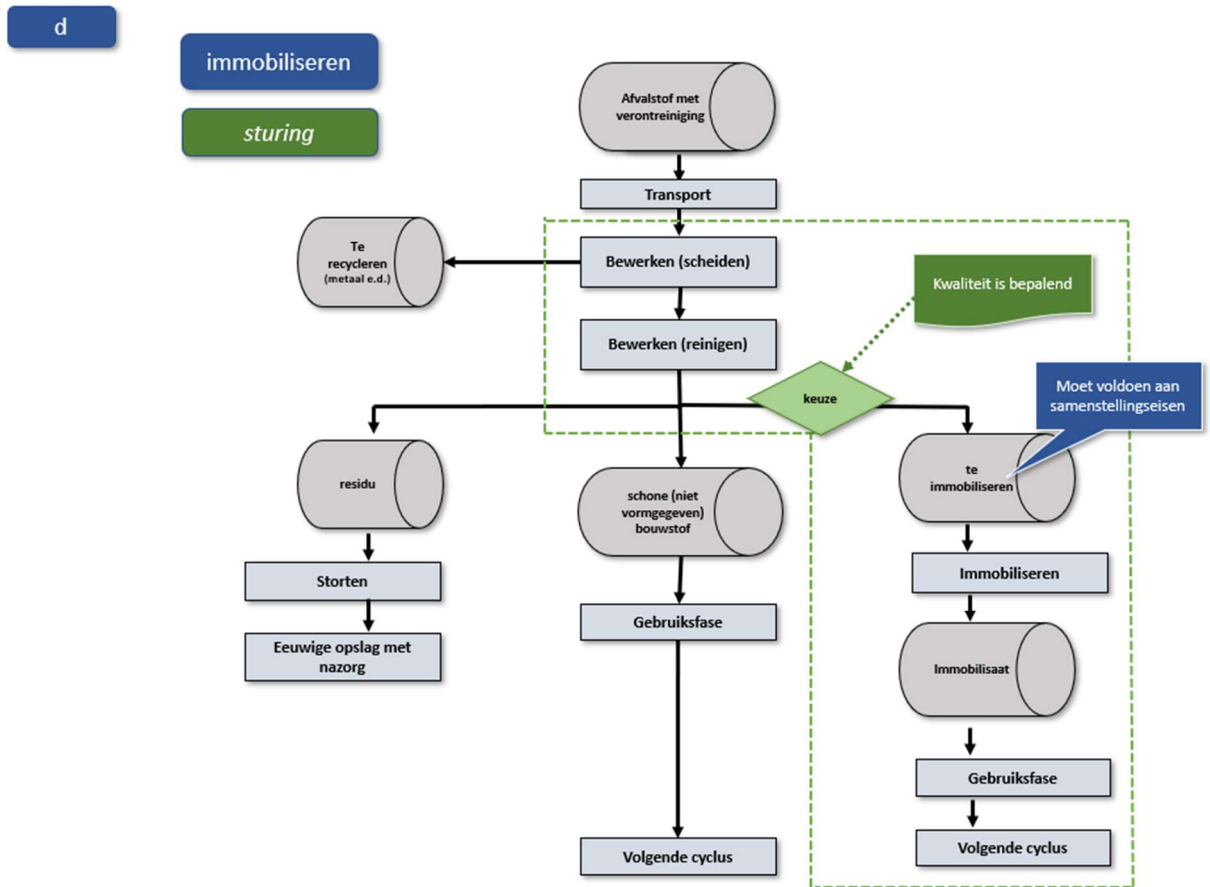 d
immobiliseren
sturing
Afvalstof met
verontreiniging
Transport
Te
recycleren
(metaal e.d.)
Bewerken (scheiden)
Kwaliteit is bepalend
Bewerken (reinigen)
keuze
Moet voldoen aan
samenstellingseisen
residu
schone (niet
vormgegeven)
bouwstof
te
immobiliseren
Storten
Immobiliseren
Gebruiksfase
Eeuwige opslag met
nazorg
Immobilisaat
Gebruiksfase
Volgende cyclus
Volgende cyclus